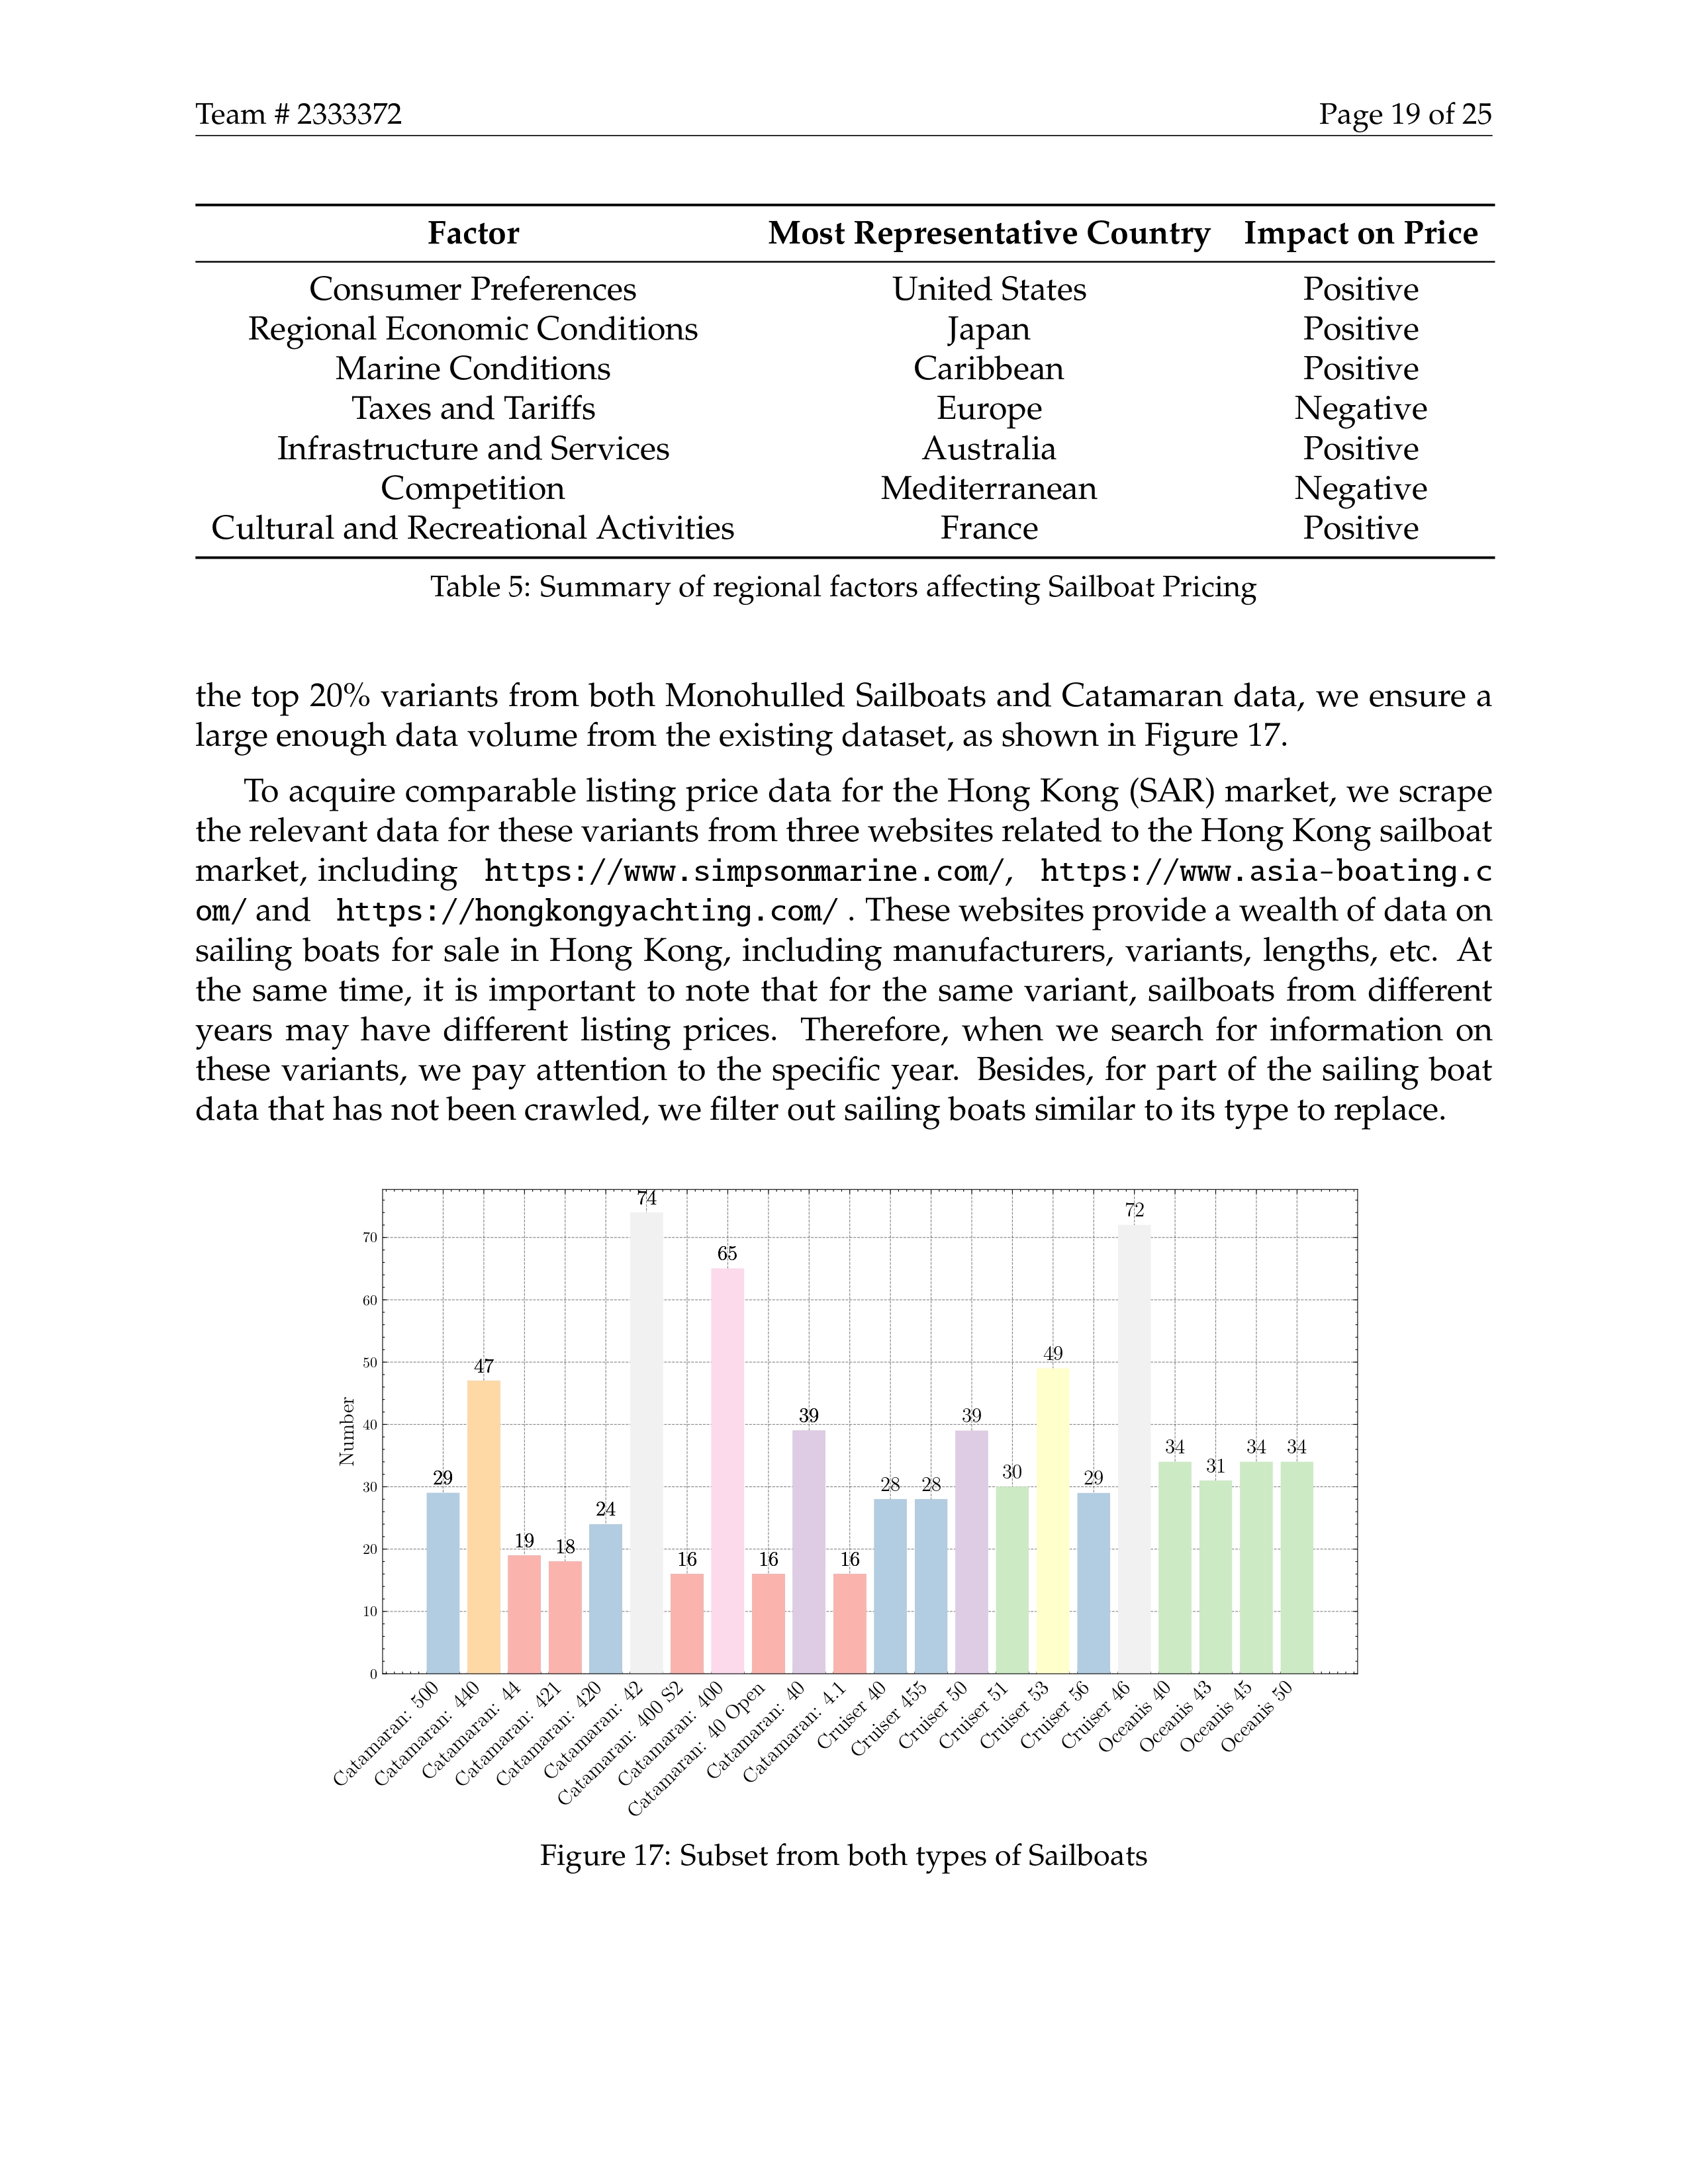 Team # 2333372
Page 19 of 25
Factor Most Representative Country Impact on Price
Consumer Preferences United States Positive
Regional Economic Conditions Japan Positive
Marine Conditions Caribbean Positive
Taxes and Tariffs Europe Negative
Infrastructure and Services Australia Positive
Competition Mediterranean Negative
Cultural and Recreational Activities France Positive
Table 5: Summary of regional factors affecting Sailboat Pricing
the top 20% variants from both Monohulled Sailboats and Catamaran data, we ensure a
large enough data volume from the existing dataset, as shown in Figure 17.
To acquire comparable listing price data for the Hong Kong (SAR) market, we scrape
the relevant data for these variants from three websites related to the Hong Kong sailboat
market, including https://www.simpsonmarine.com/, https://www.asia-boating.c
om/ and https://hongkongyachting.com/ . These websites provide a wealth of data on
sailing boats for sale in Hong Kong, including manufacturers, variants, lengths, etc. At
the same time, it is important to note that for the same variant, sailboats from different
years may have different listing prices. Therefore, when we search for information on
these variants, we pay attention to the specific year. Besides, for part of the sailing boat
data that has not been crawled, we filter out sailing boats similar to its type to replace.
Number
70
60
50
40
30
20
10
0
29
47
19
18
24
74
16
65
16
39
16
28
28
39
30
49
29
72
34
31
34
34
Catamaran: 500
Catamaran: 440
Catamaran: 44
Catamaran: 421
Catamaran: 420
Catamaran: 42
Catamaran: 400 S2
Catamaran: 400
Catamaran: 40 Open
Catamaran: 40
Catamaran: 4.1
Cruiser 40
Cruiser 455
Cruiser 50
Cruiser 51
Cruiser 53
Cruiser 56
Cruiser 46
Oceanis 40
Oceanis 43
Oceanis 45
Oceanis 50
Figure 17: Subset from both types of Sailboats